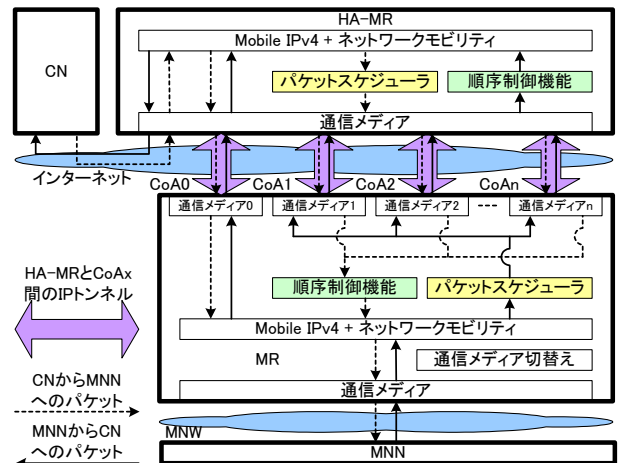 HA-MR
Mobile IPv4 + ネットワークモビリティ
CN
パケットスケジューラ
順序制御機能
通信メディア
インターネット
CoA0
CoA1
CoA2
CoAn
通信メディア0
通信メディア1
通信メディア2
通信メディアn
HA-MRとCoAx
間のIPトンネル
順序制御機能
パケットスケジューラ
Mobile IPv4 + ネットワークモビリティ
MR
通信メディア切替え
通信メディア
CNからMNN
へのパケット
MNNからCN
へのパケット
MNW
MNN